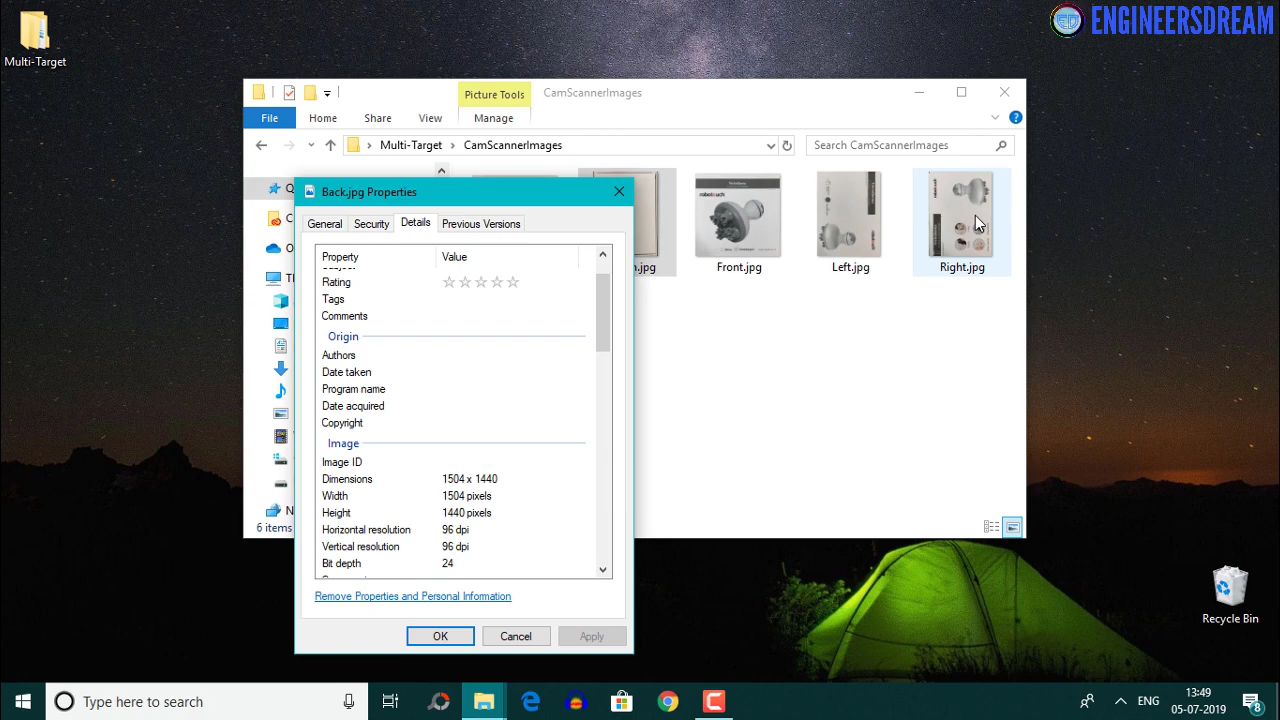 ENGINEERSDREAM
Multi-Target
Picture Tools
CamScannerImages
File
Home
Share
View
Manage
Multi-Target
CamScannerImages
Search CamScannerImages
Back.jpg Properties
General
Security
Details
Previous Versions
Property
Value
Rating
Tags
Comments
Origin
Authors
Date taken
Program name
Date acquired
Copyright
Image
Image ID
Dimensions 1504 x 1440
Width 1504 pixels
Height 1440 pixels
Horizontal resolution 96 dpi
Vertical resolution 96 dpi
Bit depth 24
Remove Properties and Personal Information
OK
Cancel
Apply
robotouch
Front.jpg
Left.jpg
Right.jpg
6 items
Recycle Bin
Type here to search
ENG
13:49
05-07-2019
8